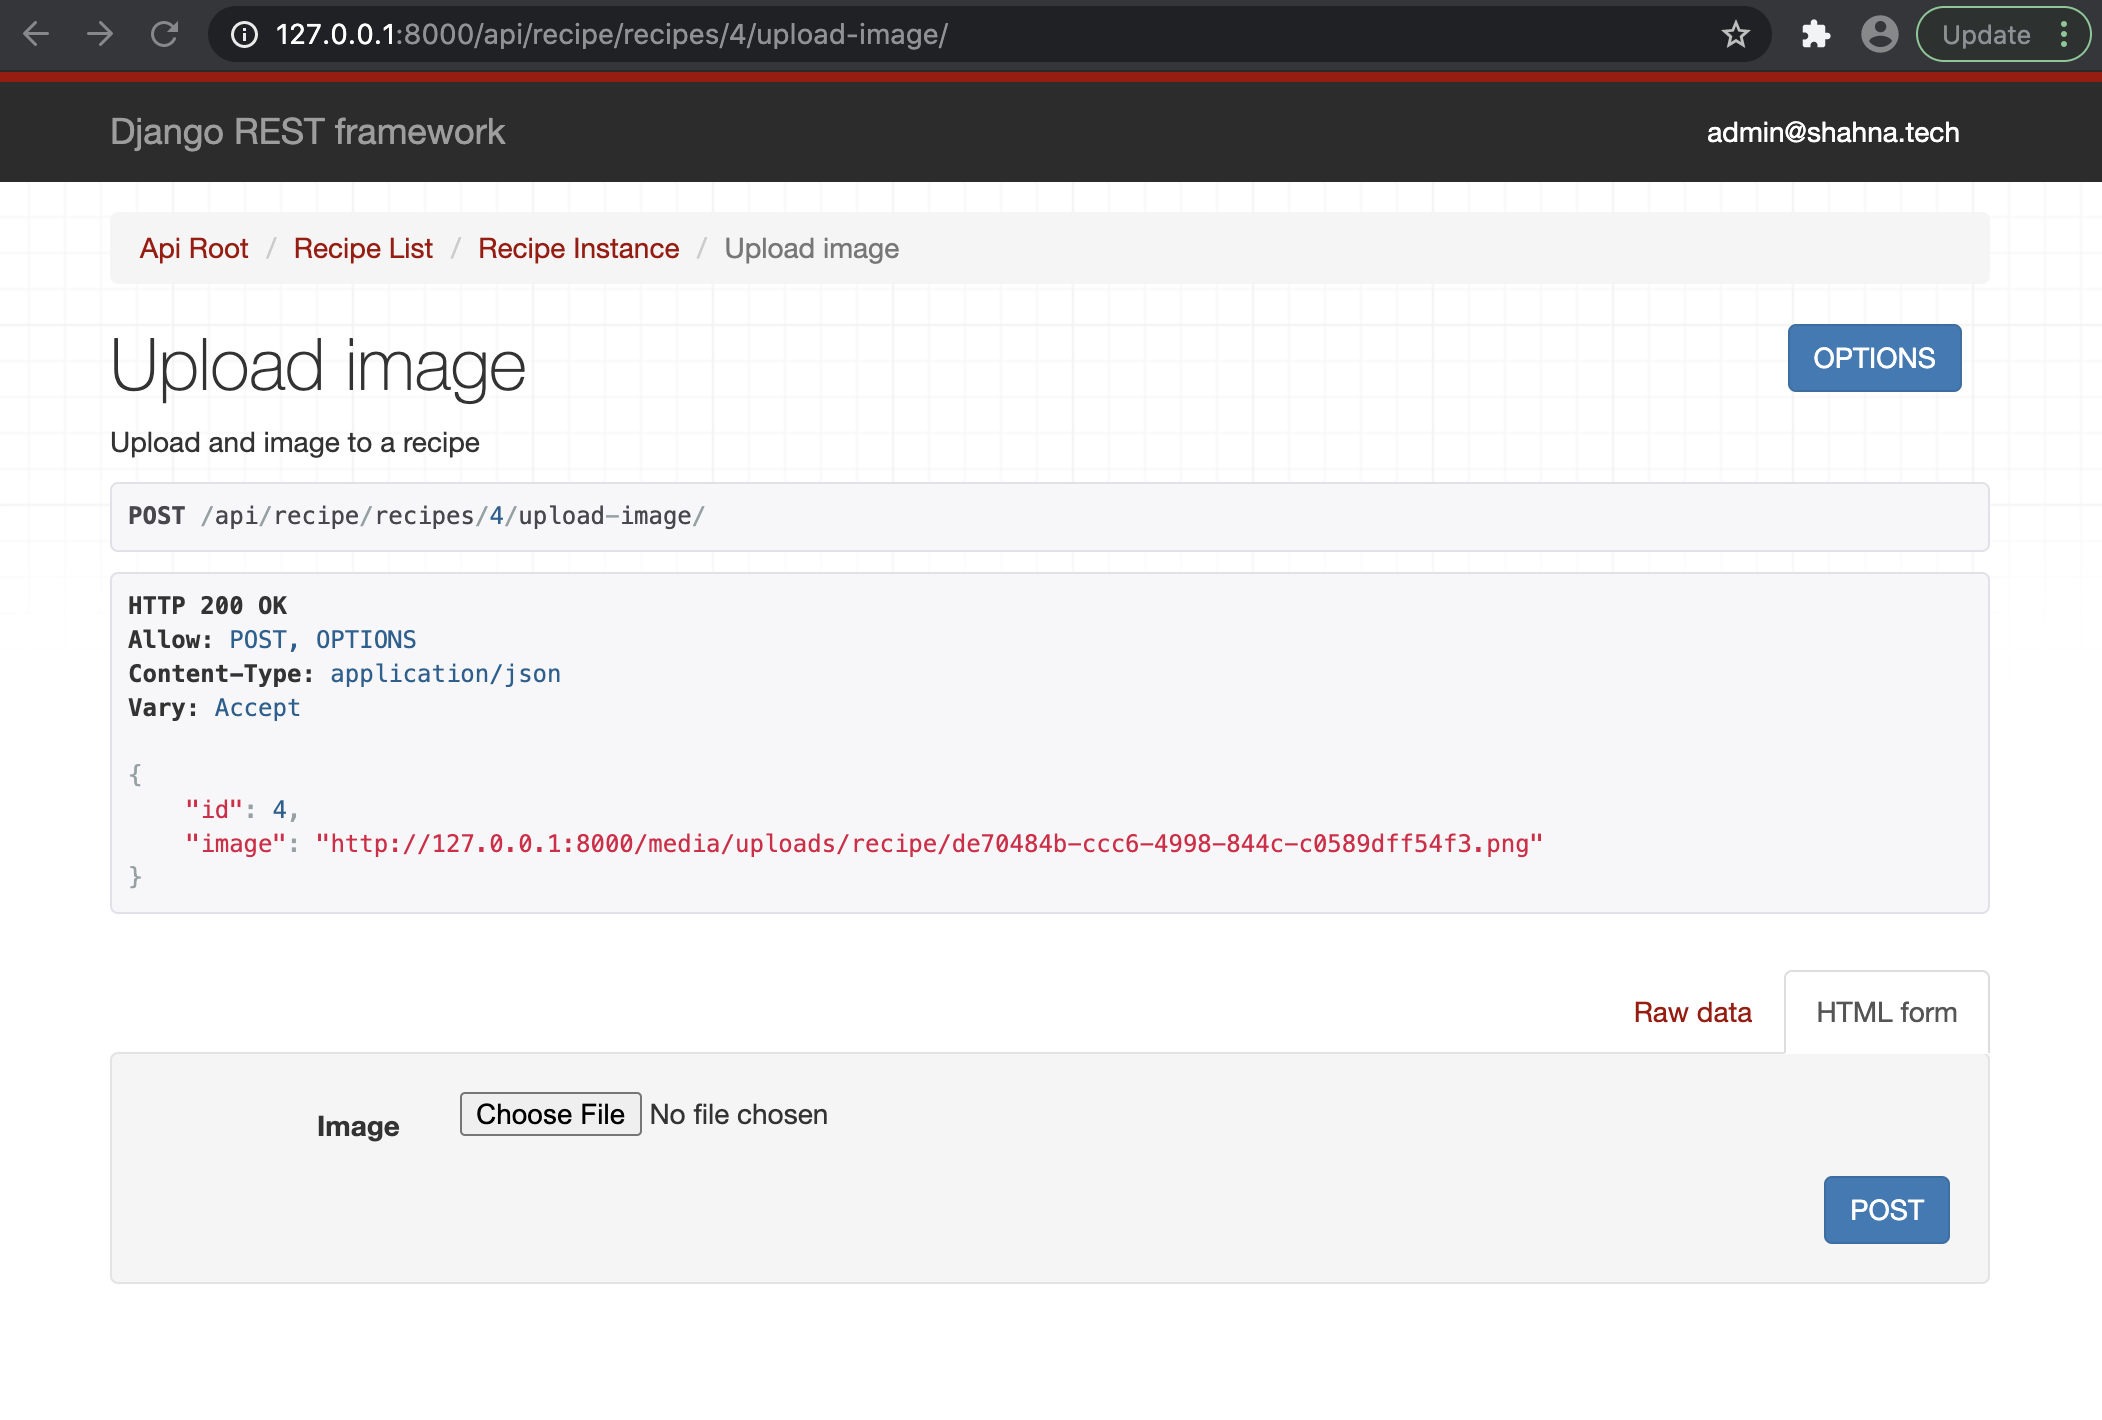 127.0.0.1:8000/api/recipe/recipes/4/upload-image/
Update
Django REST framework
admin@shahna.tech
Api Root / Recipe List / Recipe Instance / Upload image
Upload image
OPTIONS
Upload and image to a recipe
POST /api/recipe/recipes/4/upload-image/
HTTP 200 OK
Allow: POST, OPTIONS
Content-Type: application/json
Vary: Accept
{
"id": 4,
"image": "http://127.0.0.1:8000/media/uploads/recipe/de70484b-ccc6-4998-844c-c0589dff54f3.png"
}
Raw data
HTML form
Image
Choose File No file chosen
POST